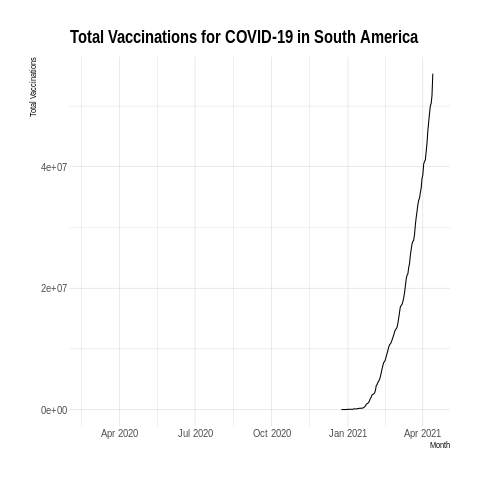 Total Vaccinations for COVID-19 in South America
Total Vaccinations
4e+07
2e+07
0e+00
Apr 2020 Jul 2020 Oct 2020 Jan 2021 Apr 2021
Month